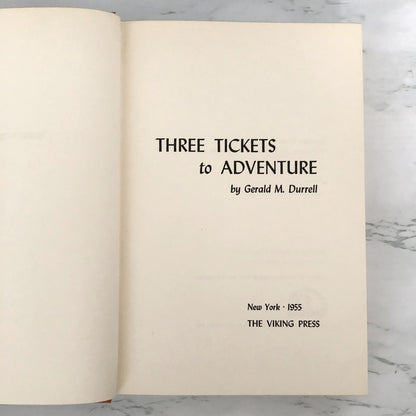 THREE TICKETS
to ADVENTURE
by Gerald M. Durrell
New York · 1955
THE VIKING PRESS